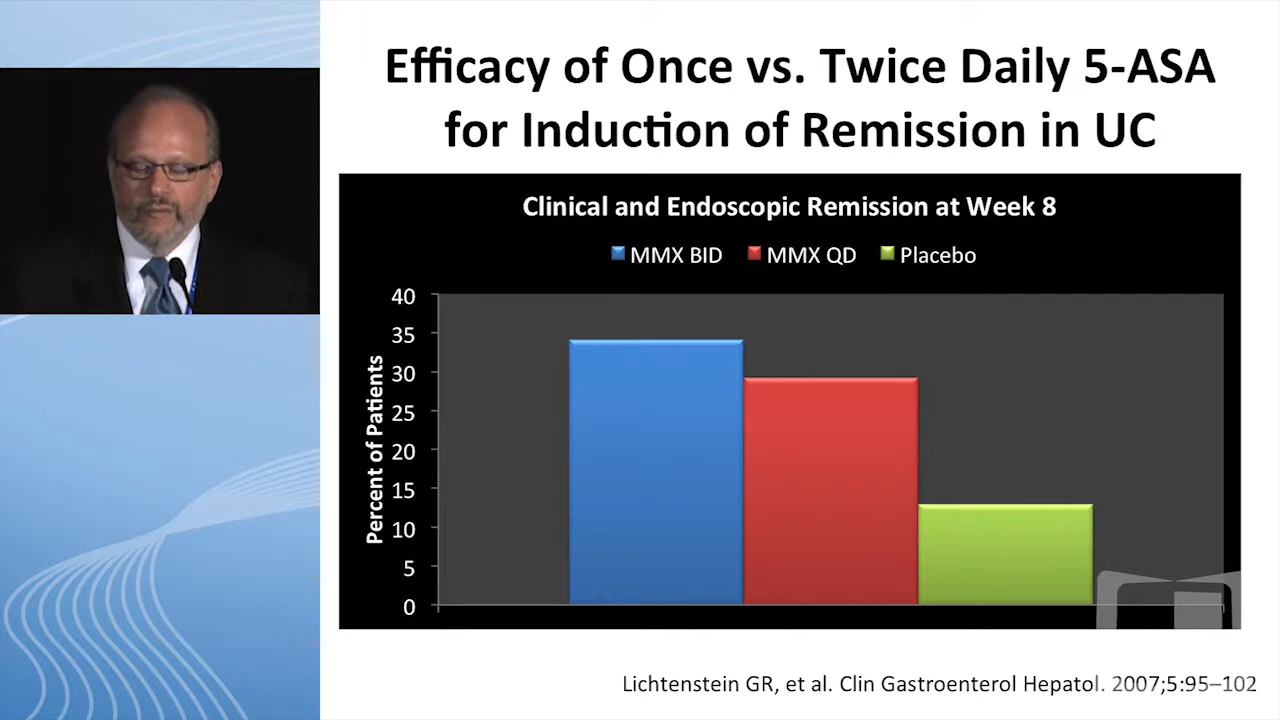 Efficacy of Once vs. Twice Daily 5-ASA
for Induction of Remission in UC
Clinical and Endoscopic Remission at Week 8
MMX BID MMX QD Placebo
Percent of Patients
40
35
30
25
20
15
10
5
0
Lichtenstein GR, et al. Clin Gastroenterol Hepatol. 2007;5:95–102